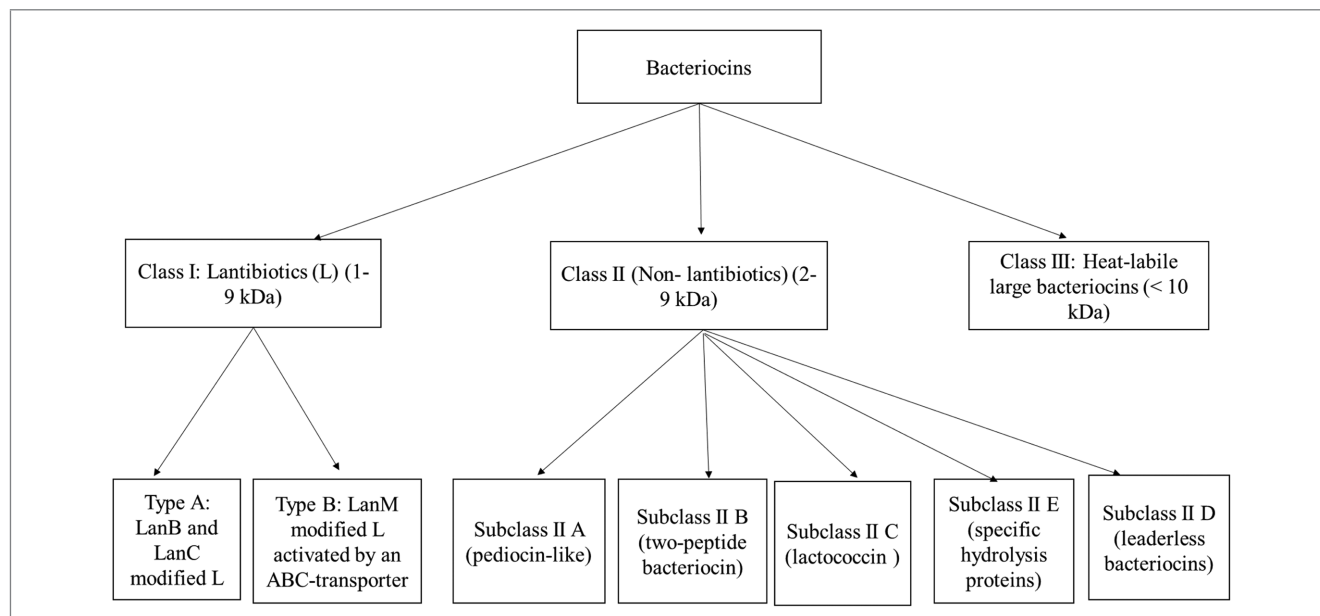 Bacteriocins
Class I: Lantibiotics (L) (1-
9 kDa)
Class II (Non- lantibiotics) (2-
9 kDa)
Class III: Heat-labile
large bacteriocins (< 10
kDa)
Type A:
LanB and
LanC
modified L
Type B: LanM
modified L
activated by an
ABC-transporter
Subclass II A
(pediocin-like)
Subclass II B
(two-peptide
bacteriocin)
Subclass II C
(lactococcin )
Subclass II E
(specific
hydrolysis
proteins)
Subclass II D
(leaderless
bacteriocins)